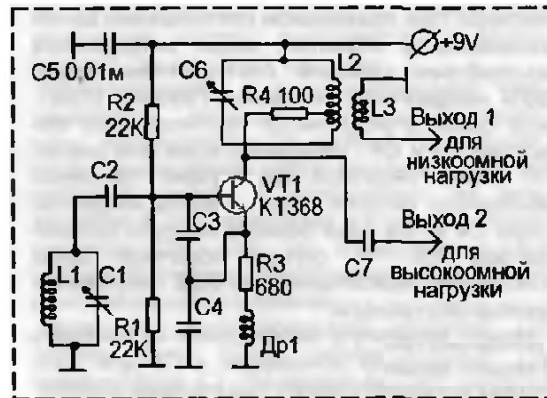 +9V
C5 0,01м
C6
L2
R4 100
L3
R2
22K
Выход 1
для
низкоомной
нагрузки
C2
VT1
КТ368
C3
Выход 2
для
высокоомной
нагрузки
C7
L1
C1
R3
680
C4
R1
22K
Др1